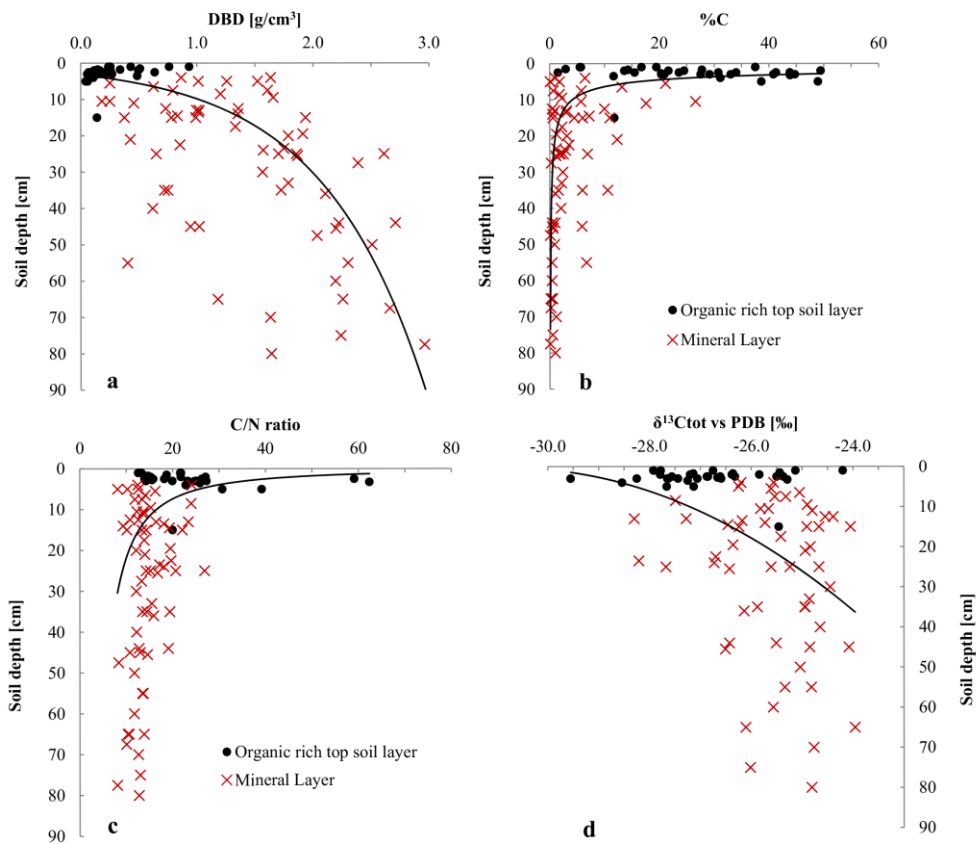 DBD [g/cm³]
0.0 1.0 2.0 3.0
0
10
20
30
40
50
60
70
80
90
Soil depth [cm]
a
%C
0 20 40 60
0
10
20
30
40
50
60
70
80
90
Soil depth [cm]
Organic rich top soil layer
Mineral Layer
b
C/N ratio
0 20 40 60 80
0
10
20
30
40
50
60
70
80
90
Soil depth [cm]
Organic rich top soil layer
Mineral Layer
c
δ¹³Ctot vs PDB [‰]
-30.0 -28.0 -26.0 -24.0
0
10
20
30
40
50
60
70
80
90
Soil depth [cm]
d